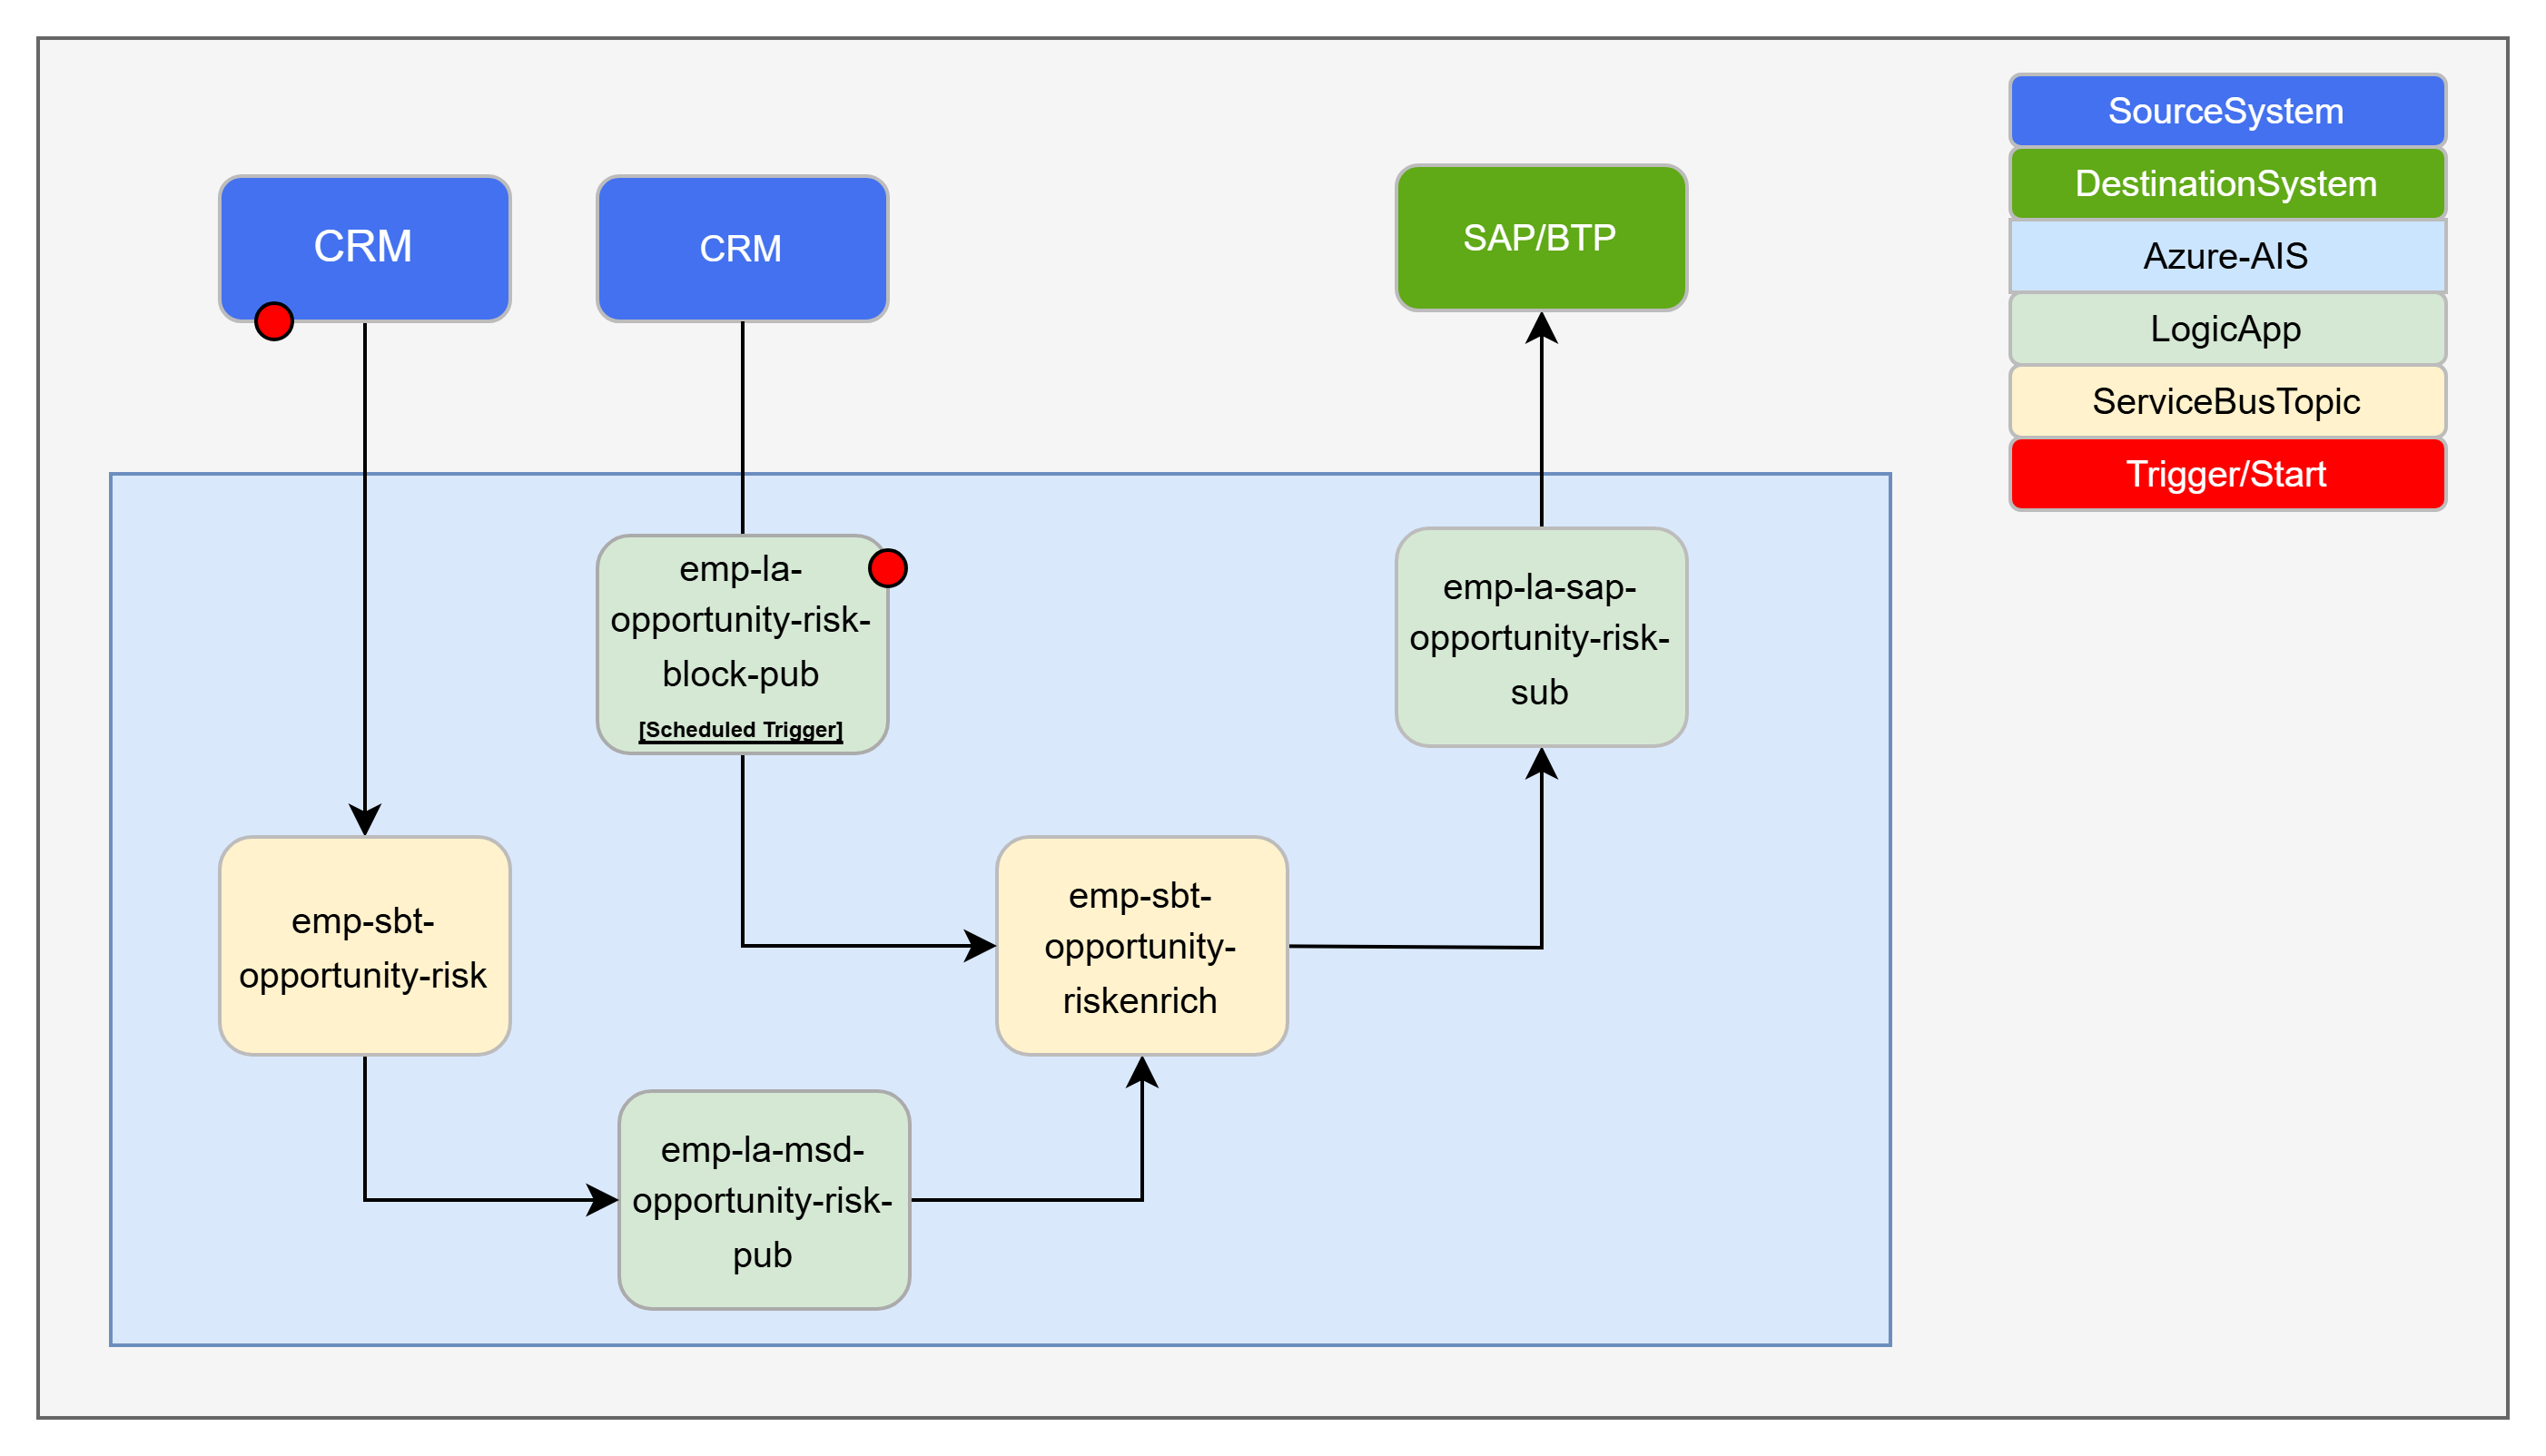 CRM
CRM
SAP/BTP
SourceSystem
DestinationSystem
Azure-AIS
LogicApp
ServiceBusTopic
Trigger/Start
emp-la-
opportunity-risk-
block-pub
[Scheduled Trigger]
emp-la-sap-
opportunity-risk-
sub
emp-sbt-
opportunity-risk
emp-sbt-
opportunity-
riskenrich
emp-la-msd-
opportunity-risk-
pub